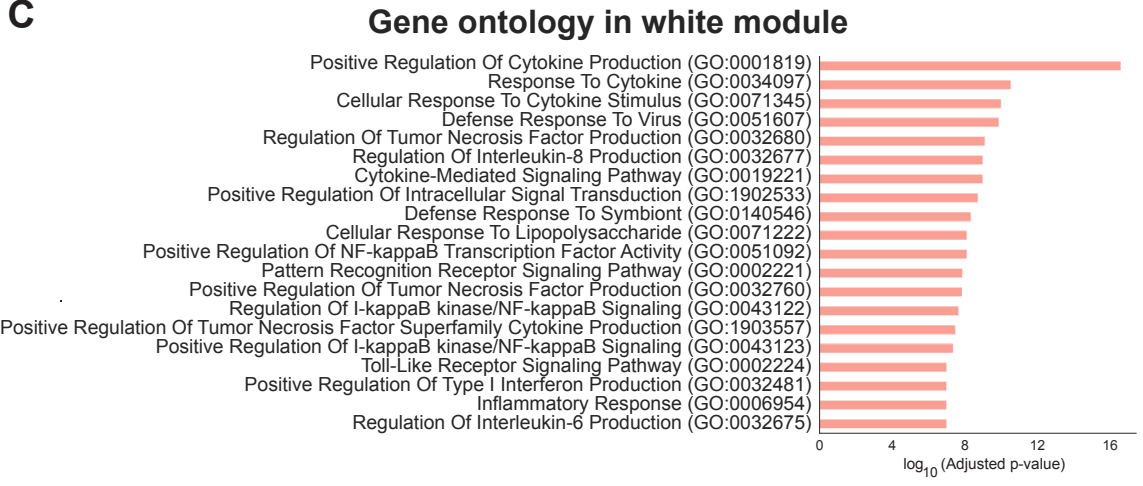 C
Gene ontology in white module
Positive Regulation Of Cytokine Production (GO:0001819)
Response To Cytokine (GO:0034097)
Cellular Response To Cytokine Stimulus (GO:0071345)
Defense Response To Virus (GO:0051607)
Regulation Of Tumor Necrosis Factor Production (GO:0032680)
Regulation Of Interleukin-8 Production (GO:0032677)
Cytokine-Mediated Signaling Pathway (GO:0019221)
Positive Regulation Of Intracellular Signal Transduction (GO:1902533)
Defense Response To Symbiont (GO:0140546)
Cellular Response To Lipopolysaccharide (GO:0071222)
Positive Regulation Of NF-kappaB Transcription Factor Activity (GO:0051092)
Pattern Recognition Receptor Signaling Pathway (GO:0002221)
Positive Regulation Of Tumor Necrosis Factor Production (GO:0032760)
Regulation Of I-kappaB kinase/NF-kappaB Signaling (GO:0043122)
Positive Regulation Of Tumor Necrosis Factor Superfamily Cytokine Production (GO:1903557)
Positive Regulation Of I-kappaB kinase/NF-kappaB Signaling (GO:0043123)
Toll-Like Receptor Signaling Pathway (GO:0002224)
Positive Regulation Of Type I Interferon Production (GO:0032481)
Inflammatory Response (GO:0006954)
Regulation Of Interleukin-6 Production (GO:0032675)
0 4 8 12 16
log10 (Adjusted p-value)